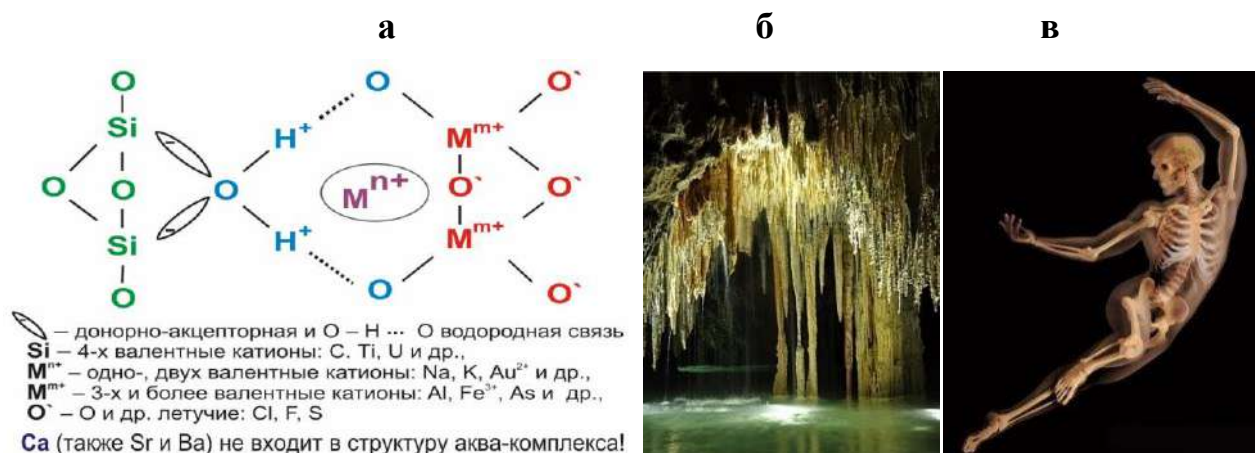 а б в
O O O`
Si H⁺ Mᵐ⁺
O O O Mⁿ⁺ O` O`
Si H⁺ Mᵐ⁺
O O O`
– донорно-акцепторная и O – H ··· O водородная связь
Si – 4-х валентные катионы: C. Ti, U и др.,
Mⁿ⁺ – одно-, двух валентные катионы: Na, K, Au²⁺ и др.,
Mᵐ⁺ – 3-х и более валентные катионы: Al, Fe³⁺, As и др.,
O` – O и др. летучие: Cl, F, S
Ca (также Sr и Ba) не входит в структуру аква-комплекса!